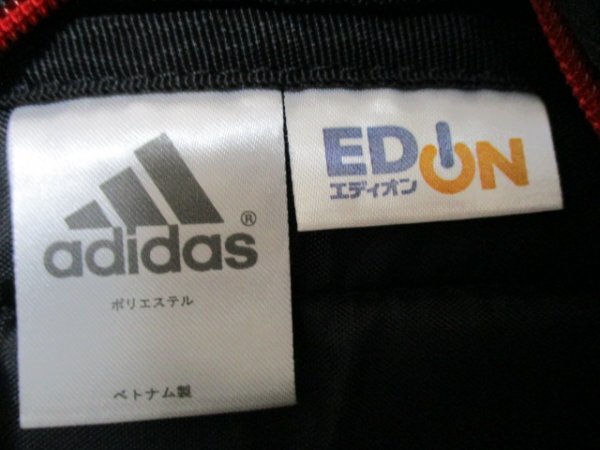 adidas®
ポリエステル
ベトナム製
EDION
エディオン